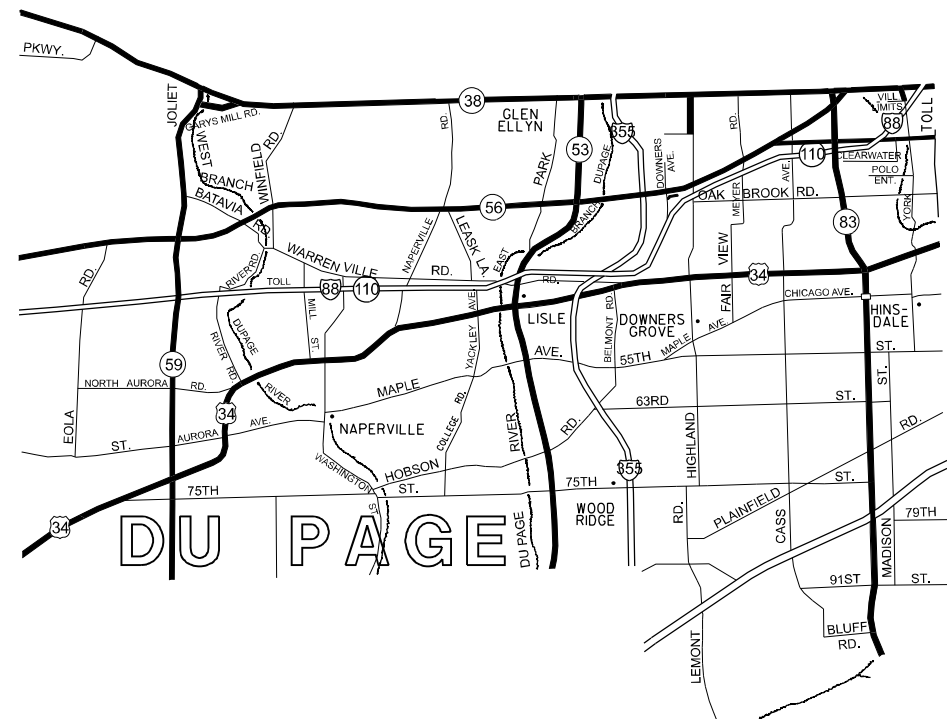 PKWY.
JOLIET
GARYS MILL RD.
WEST
BRANCH
WINFIELD
RD.
BATAVIA
RD.
38
RD.
GLEN
ELLYN
53
355
DUPAGE
BRANCH
PARK
DOWNERS
AVE.
RD.
MEYER
AVE.
VILL
IMITS
88
TOLL
110
CLEARWATER
POLO
ENT.
YORK
OAK BROOK RD.
56
83
LEASK LA.
NAPERVILLE
EAST
WARRENVILLE RD.
RD.
RIVER RD.
TOLL
88
110
RD.
34
FAIR VIEW
CHICAGO AVE.
HINS-
DALE
MILL
ST.
DUPAGE
RIVER
RIVER RD.
YACKLEY AVE.
LISLE
BELMONT RD.
DOWNERS
GROVE
MAPLE AVE.
55TH
ST.
59
NORTH AURORA RD.
34
MAPLE
AVE.
63RD
ST.
ST.
EOLA
ST.
AURORA AVE.
NAPERVILLE
COLLEGE RD.
RIVER
RD.
HIGHLAND
RD.
WASHINGTON
ST.
HOBSON
75TH
ST.
75TH
355
ST.
34
DU PAGE
DU PAGE
WOOD
RIDGE
RD.
PLAINFIELD
CASS
MADISON
79TH
91ST
ST.
LEMONT
BLUFF
RD.